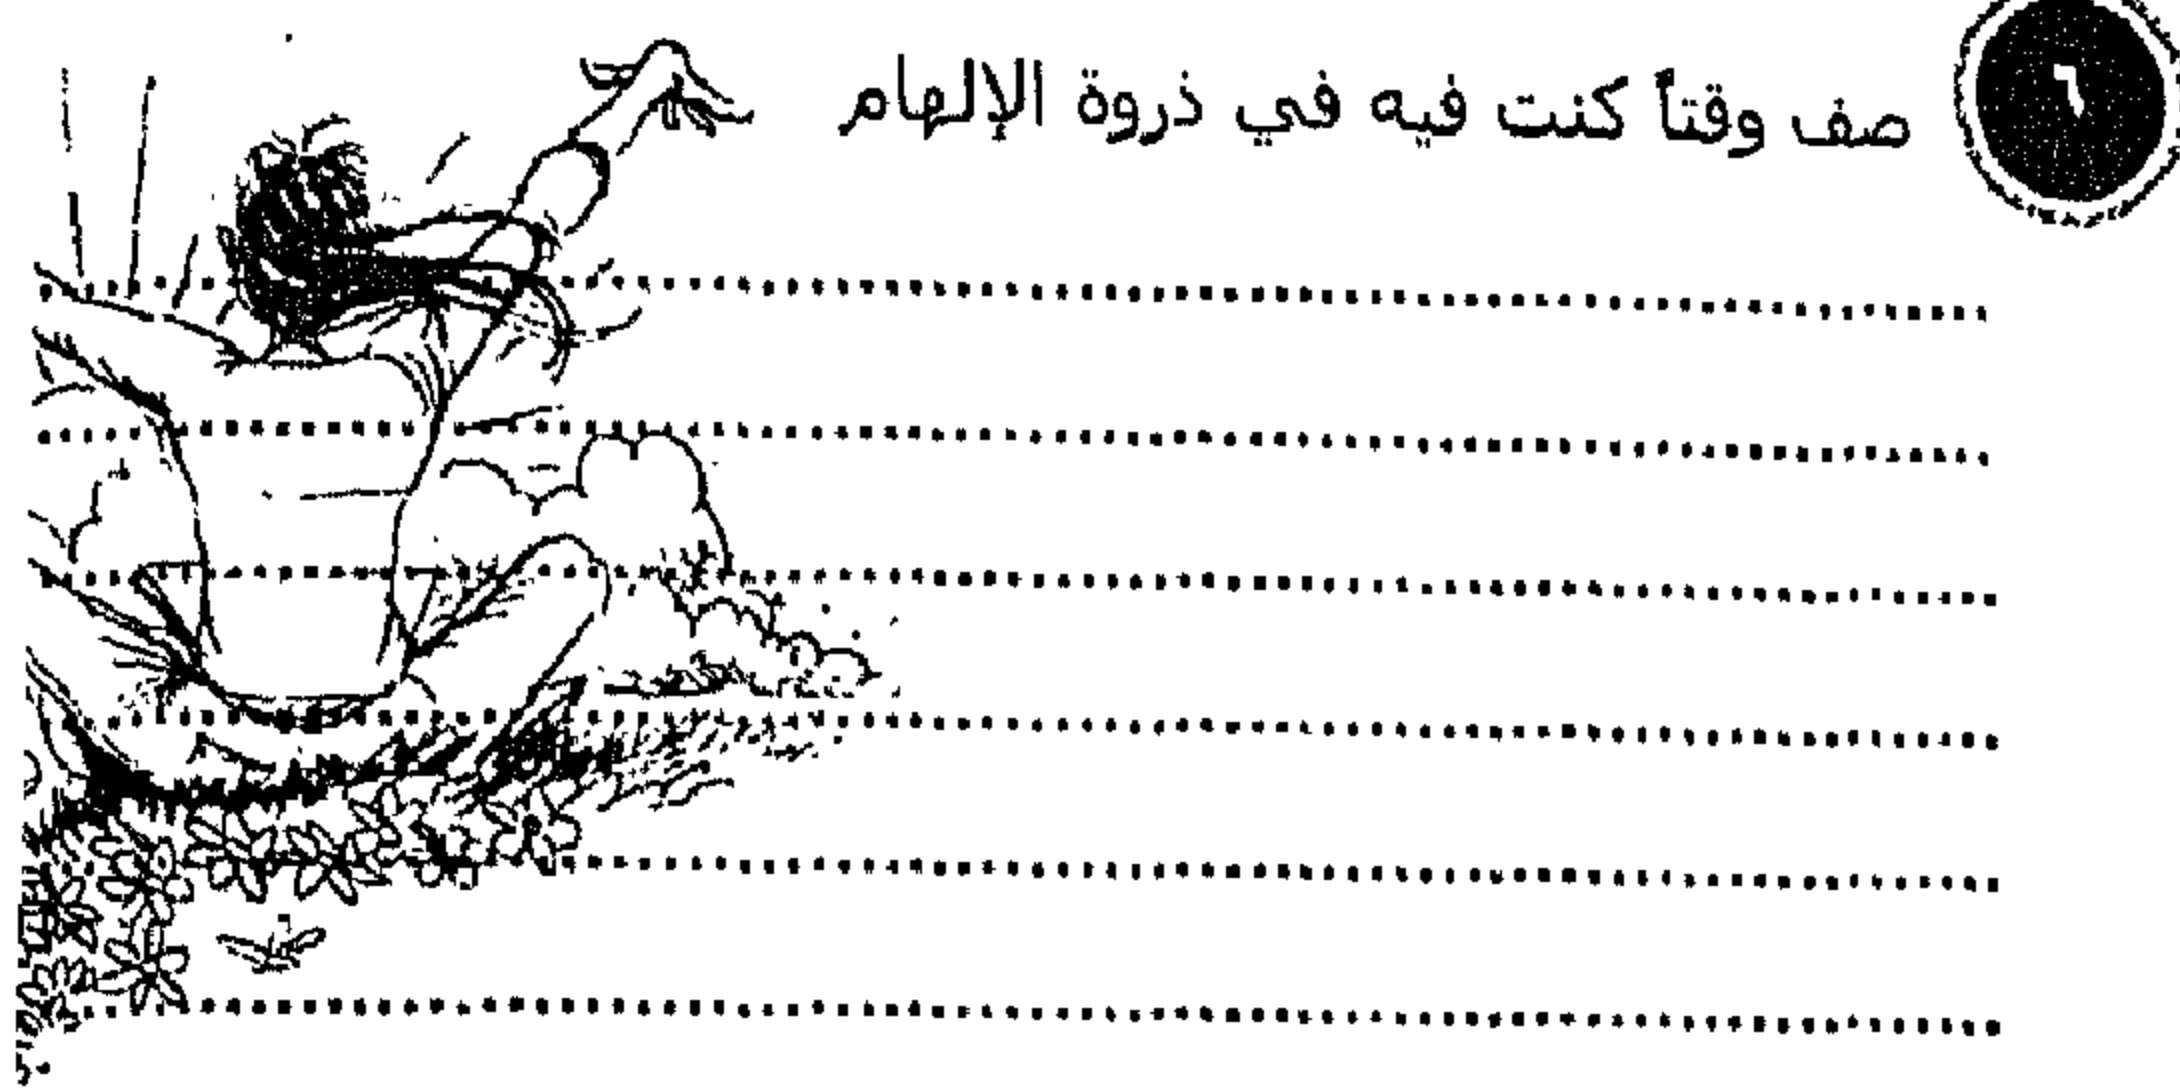 ٦
صف وقتاً كنت فيه في ذروة الإلهام